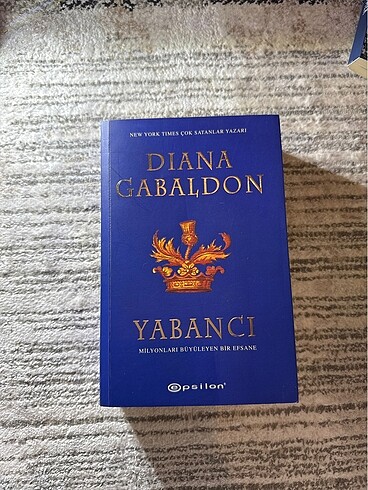 NEW YORK TIMES ÇOK SATANLAR YAZARI
DIANA
GABALDON
YABANCI
MİLYONLARI BÜYÜLEYEN BİR EFSANE
epsilon